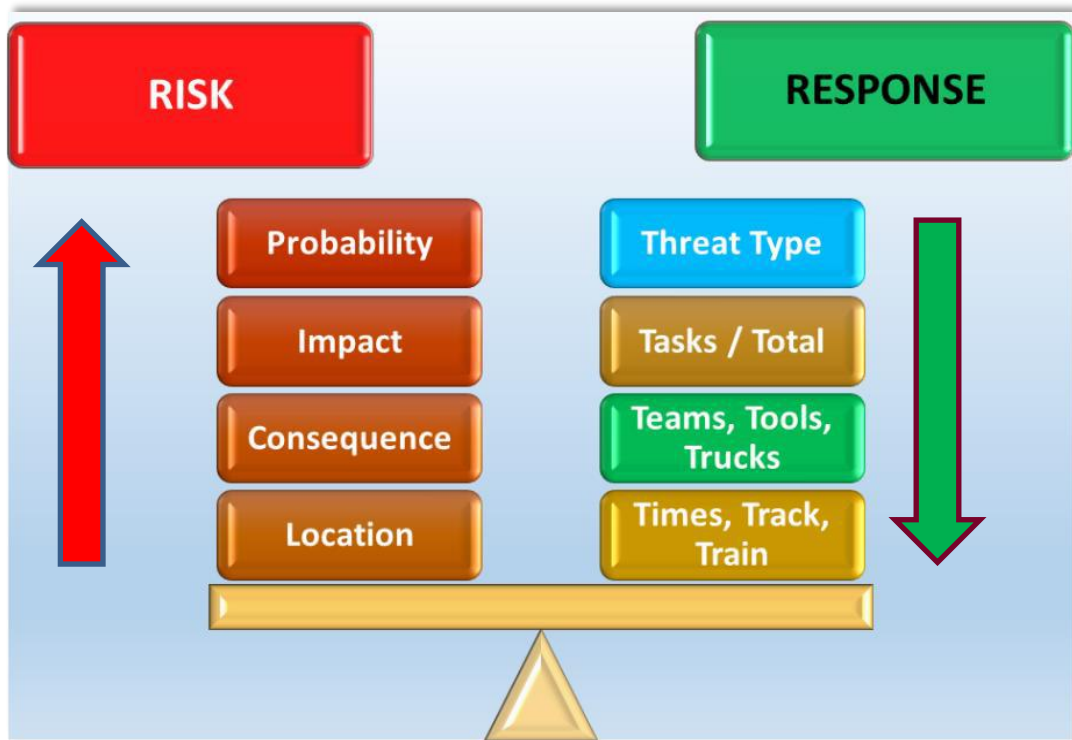 RISK
RESPONSE
Probability
Impact
Consequence
Location
Threat Type
Tasks / Total
Teams, Tools,
Trucks
Times, Track,
Train